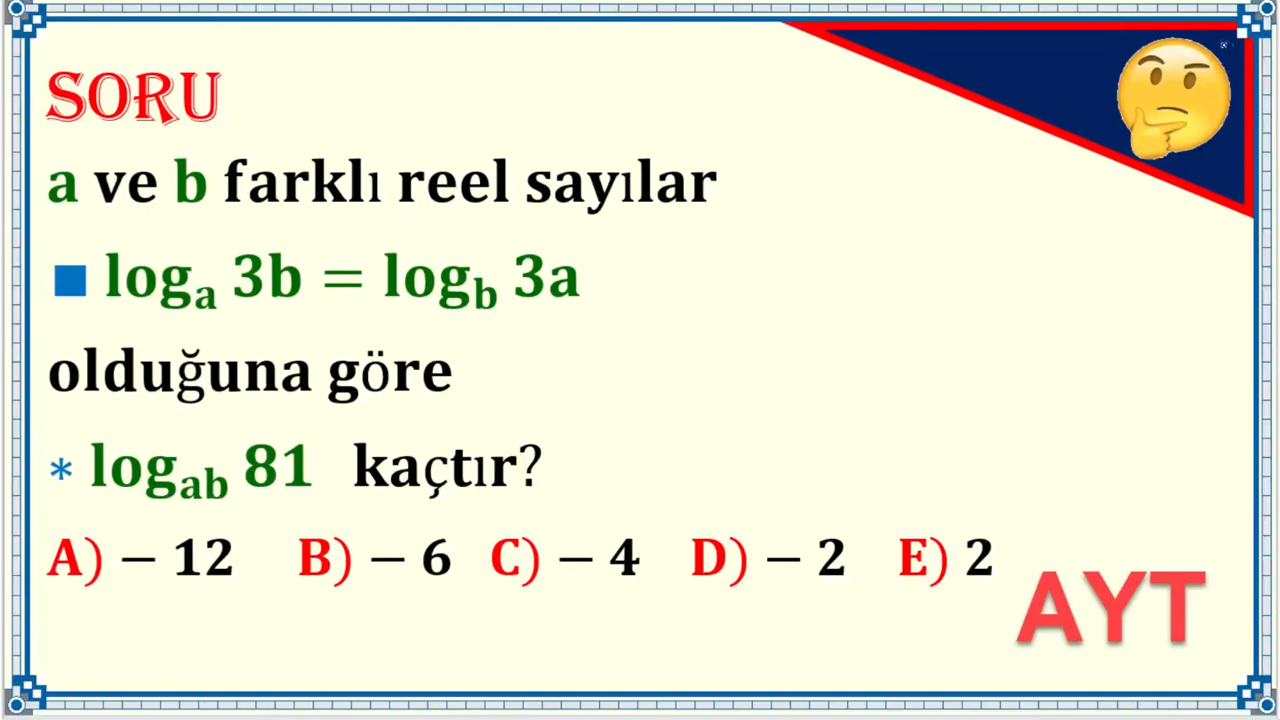 SORU
a ve b farklı reel sayılar
■ logₐ 3b = log_b 3a
olduğuna göre
* log_ab 81 kaçtır?
A) − 12 B) − 6 C) − 4 D) − 2 E) 2
AYT